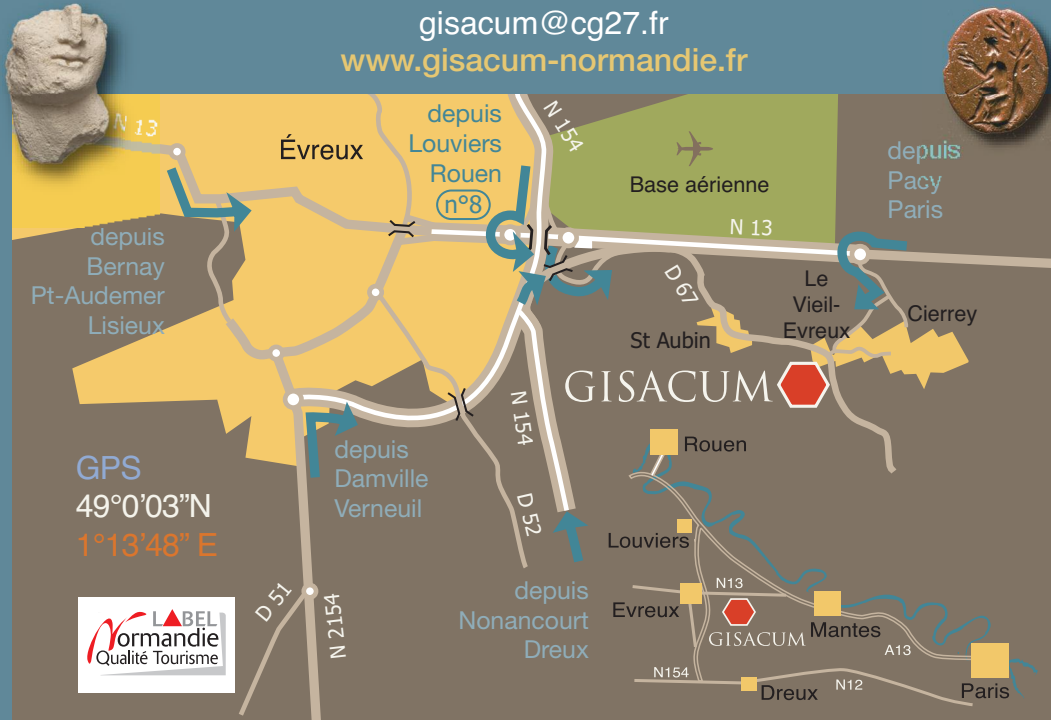 gisacum@cg27.fr
www.gisacum-normandie.fr
N 13
Évreux
depuis
Louviers
Rouen
n°8
N 154
Base aérienne
depuis
Pacy
Paris
N 13
depuis
Bernay
Pt-Audemer
Lisieux
D 67
Le
Vieil-
Evreux
Cierrey
St Aubin
GISACUM
N 154
depuis
Damville
Verneuil
D 52
GPS
49°0'03”N
1°13'48” E
depuis
Nonancourt
Dreux
D 51
N 2154
LABEL
Normandie
Qualité Tourisme
Rouen
Louviers
N13
Evreux
GISACUM
Mantes
A13
N154
Dreux
N12
Paris